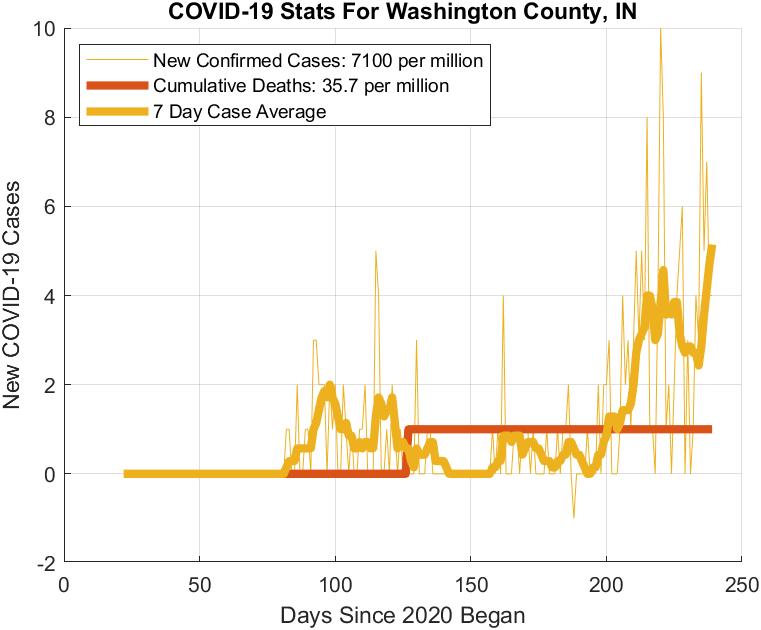 COVID-19 Stats For Washington County, IN
New Confirmed Cases: 7100 per million
Cumulative Deaths: 35.7 per million
7 Day Case Average
New COVID-19 Cases
10
8
6
4
2
0
-2
0 50 100 150 200 250
Days Since 2020 Began